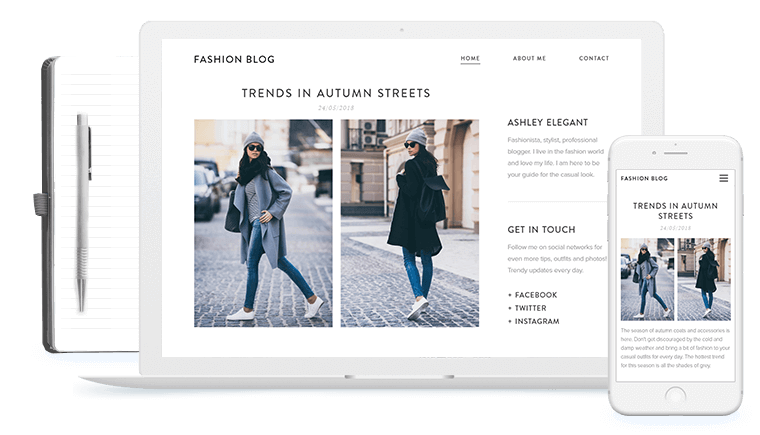 FASHION BLOG
HOME
ABOUT ME
CONTACT
TRENDS IN AUTUMN STREETS
24/05/2018
ASHLEY ELEGANT
Fashionista, stylist, professional
blogger. I live in the fashion world
and love my life. I am here to be
your guide for the casual look.
GET IN TOUCH
Follow me on social networks for
even more tips, outfits and photos!
Trendy updates every day.
+ FACEBOOK
+ TWITTER
+ INSTAGRAM
FASHION BLOG
TRENDS IN AUTUMN
STREETS
24/05/2018
The season of autumn coats and accessories is
here. Don't get discouraged by the cold and
damp weather and bring a bit of fashion to your
casual outfits for every day. The hottest trend
for this season is all the shades of grey.